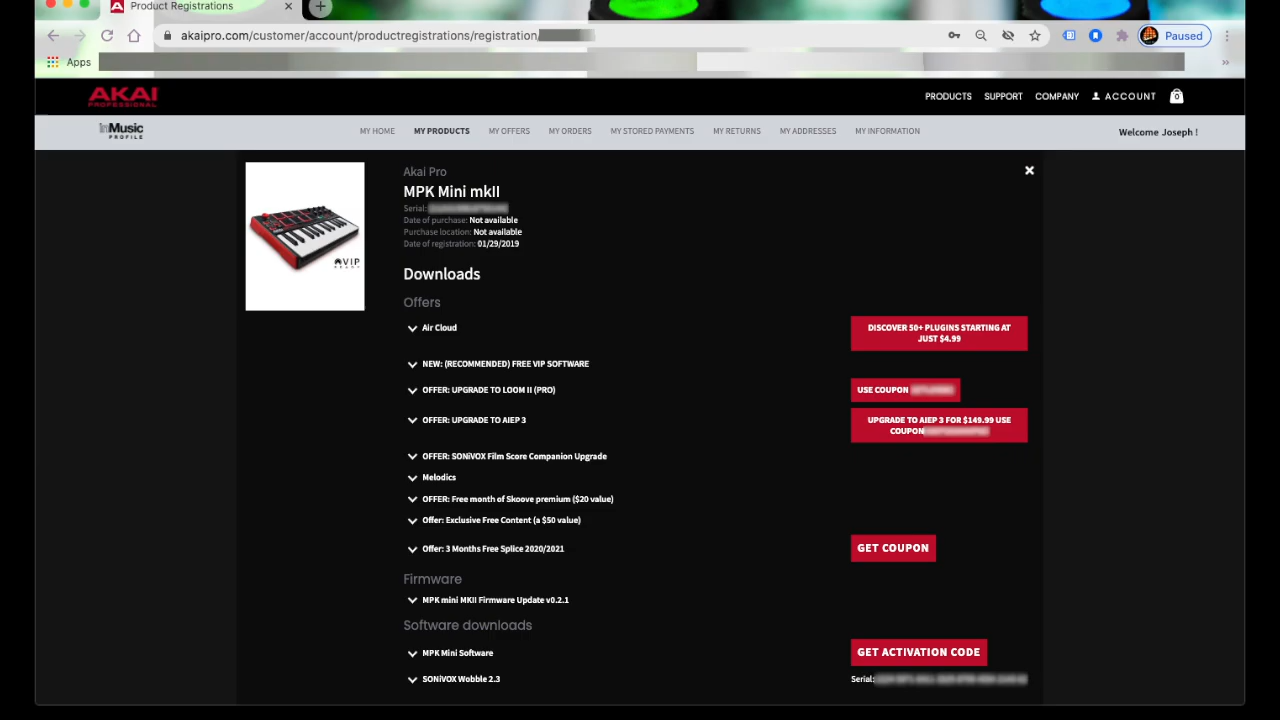 Product Registrations
akaipro.com/customer/account/productregistrations/registration/
Paused
Apps
AKAI
PROFESSIONAL
PRODUCTS SUPPORT COMPANY ACCOUNT 0
inMusic
PROFILE
MY HOME MY PRODUCTS MY OFFERS MY ORDERS MY STORED PAYMENTS MY RETURNS MY ADDRESSES MY INFORMATION
Welcome Joseph !
Akai Pro
MPK Mini mkII
Serial:
Date of purchase: Not available
Purchase location: Not available
Date of registration: 01/29/2019
VIP
READY
Downloads
Offers
Air Cloud
DISCOVER 50+ PLUGINS STARTING AT
JUST $4.99
NEW: (RECOMMENDED) FREE VIP SOFTWARE
OFFER: UPGRADE TO LOOM II (PRO)
USE COUPON
OFFER: UPGRADE TO AIEP 3
UPGRADE TO AIEP 3 FOR $149.99 USE
COUPON
OFFER: SONiVOX Film Score Companion Upgrade
Melodics
OFFER: Free month of Skoove premium ($20 value)
Offer: Exclusive Free Content (a $50 value)
Offer: 3 Months Free Splice 2020/2021
GET COUPON
Firmware
MPK mini MKII Firmware Update v0.2.1
Software downloads
MPK Mini Software
GET ACTIVATION CODE
SONiVOX Wobble 2.3
Serial: